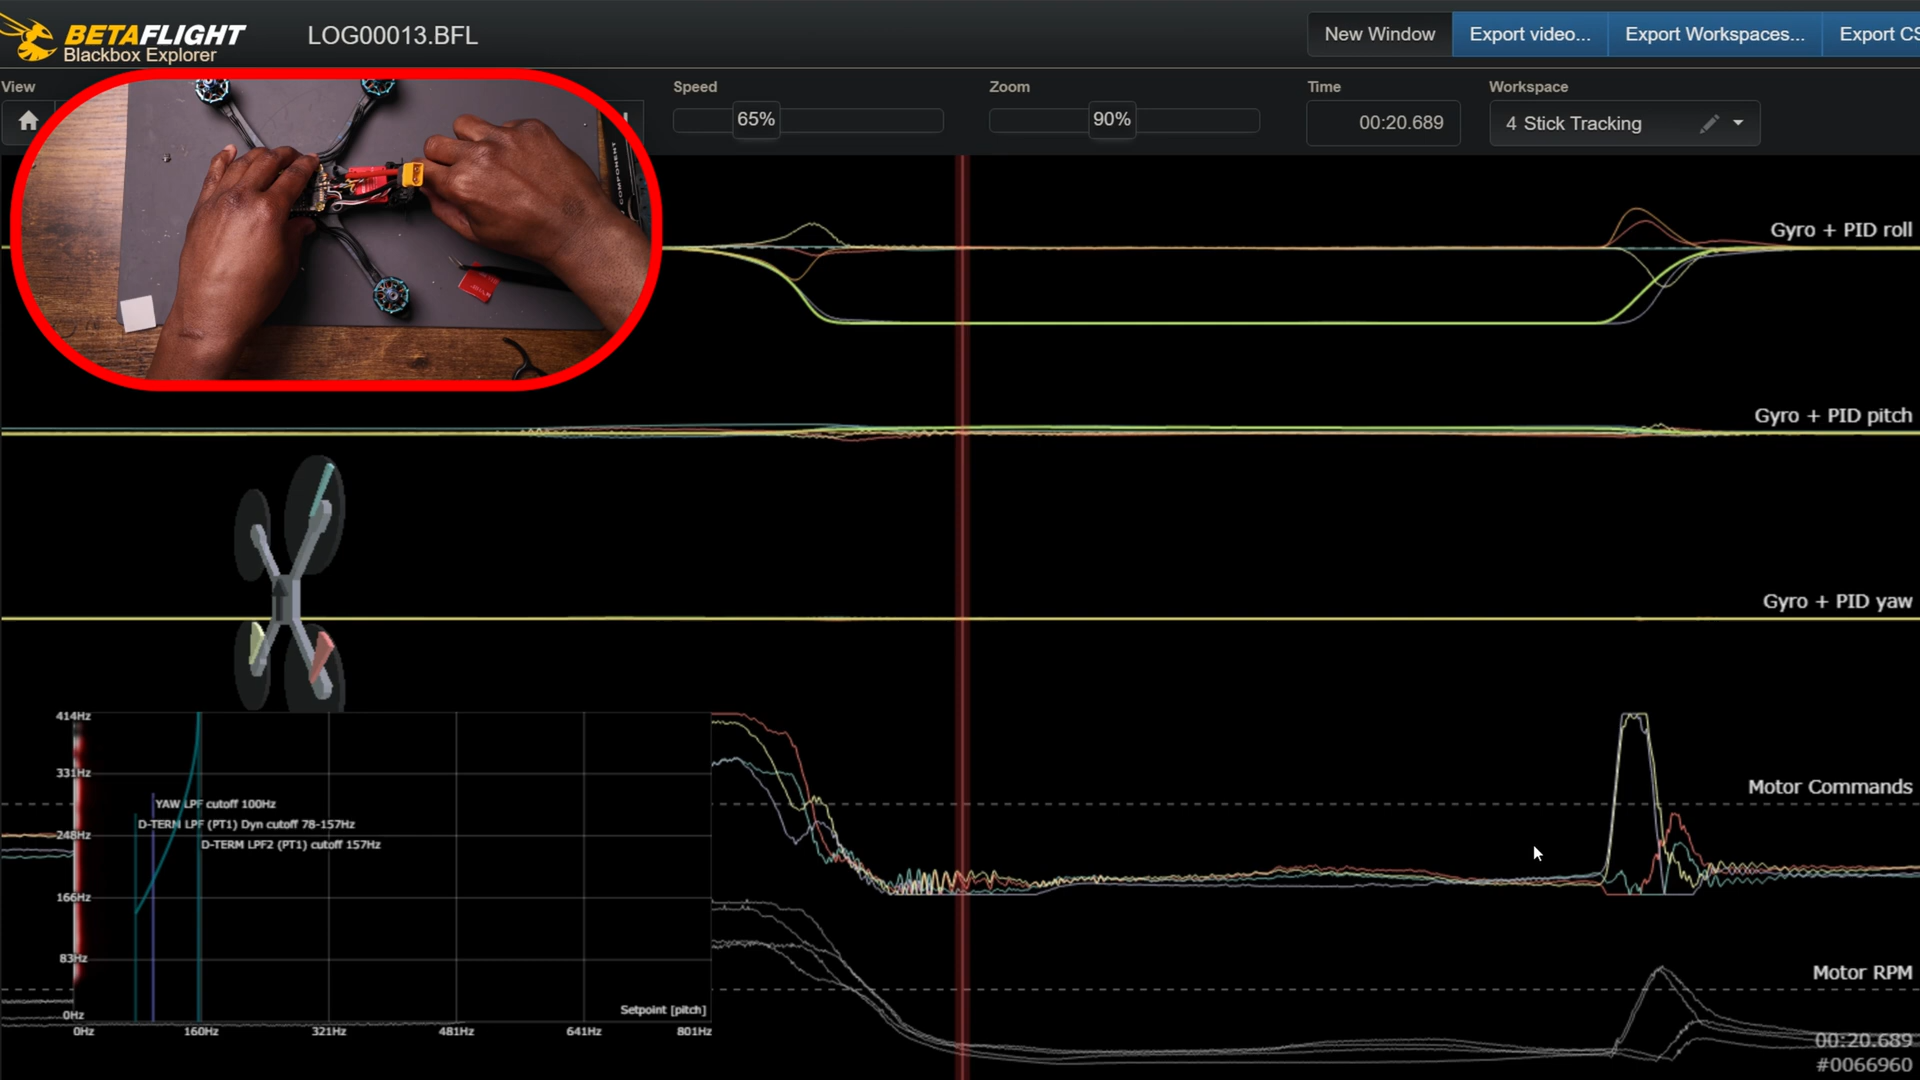 BETAFLIGHT
Blackbox Explorer
LOG00013.BFL
New Window
Export video...
Export Workspaces...
Export CS
View
Speed
65%
Zoom
90%
Time
00:20.689
Workspace
4 Stick Tracking
COMPONENT
Gyro + PID roll
Gyro + PID pitch
Gyro + PID yaw
Motor Commands
Motor RPM
414Hz
331Hz
248Hz
166Hz
83Hz
0Hz
YAW LPF cutoff 100Hz
D-TERM LPF (PT1) Dyn cutoff 78-157Hz
D-TERM LPF2 (PT1) cutoff 157Hz
Setpoint [pitch]
0Hz
160Hz
321Hz
481Hz
641Hz
801Hz
00:20.689
#0066960